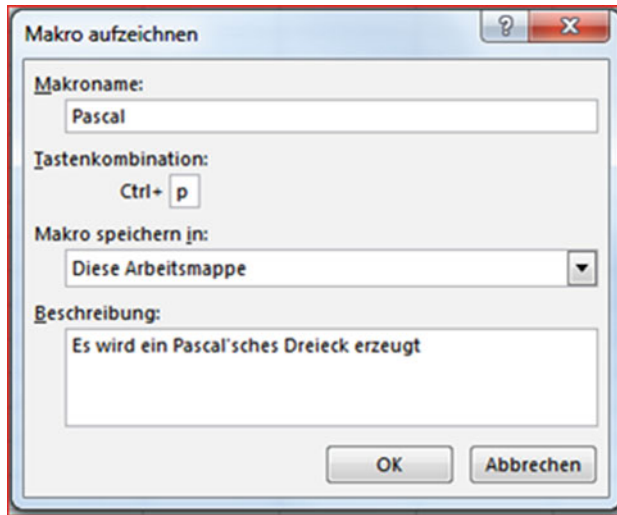 Makro aufzeichnen
?
Makroname:
Pascal
Tastenkombination:
Ctrl+ p
Makro speichern in:
Diese Arbeitsmappe
Beschreibung:
Es wird ein Pascal'sches Dreieck erzeugt
OK Abbrechen